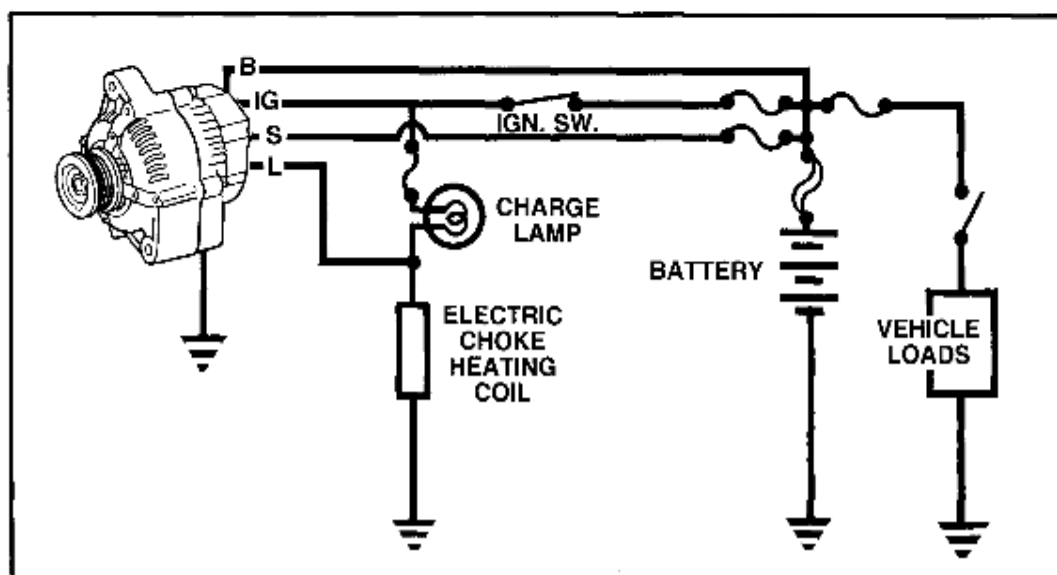 B
IG
IGN. SW.
S
L
CHARGE
LAMP
BATTERY
ELECTRIC
CHOKE
HEATING
COIL
VEHICLE
LOADS